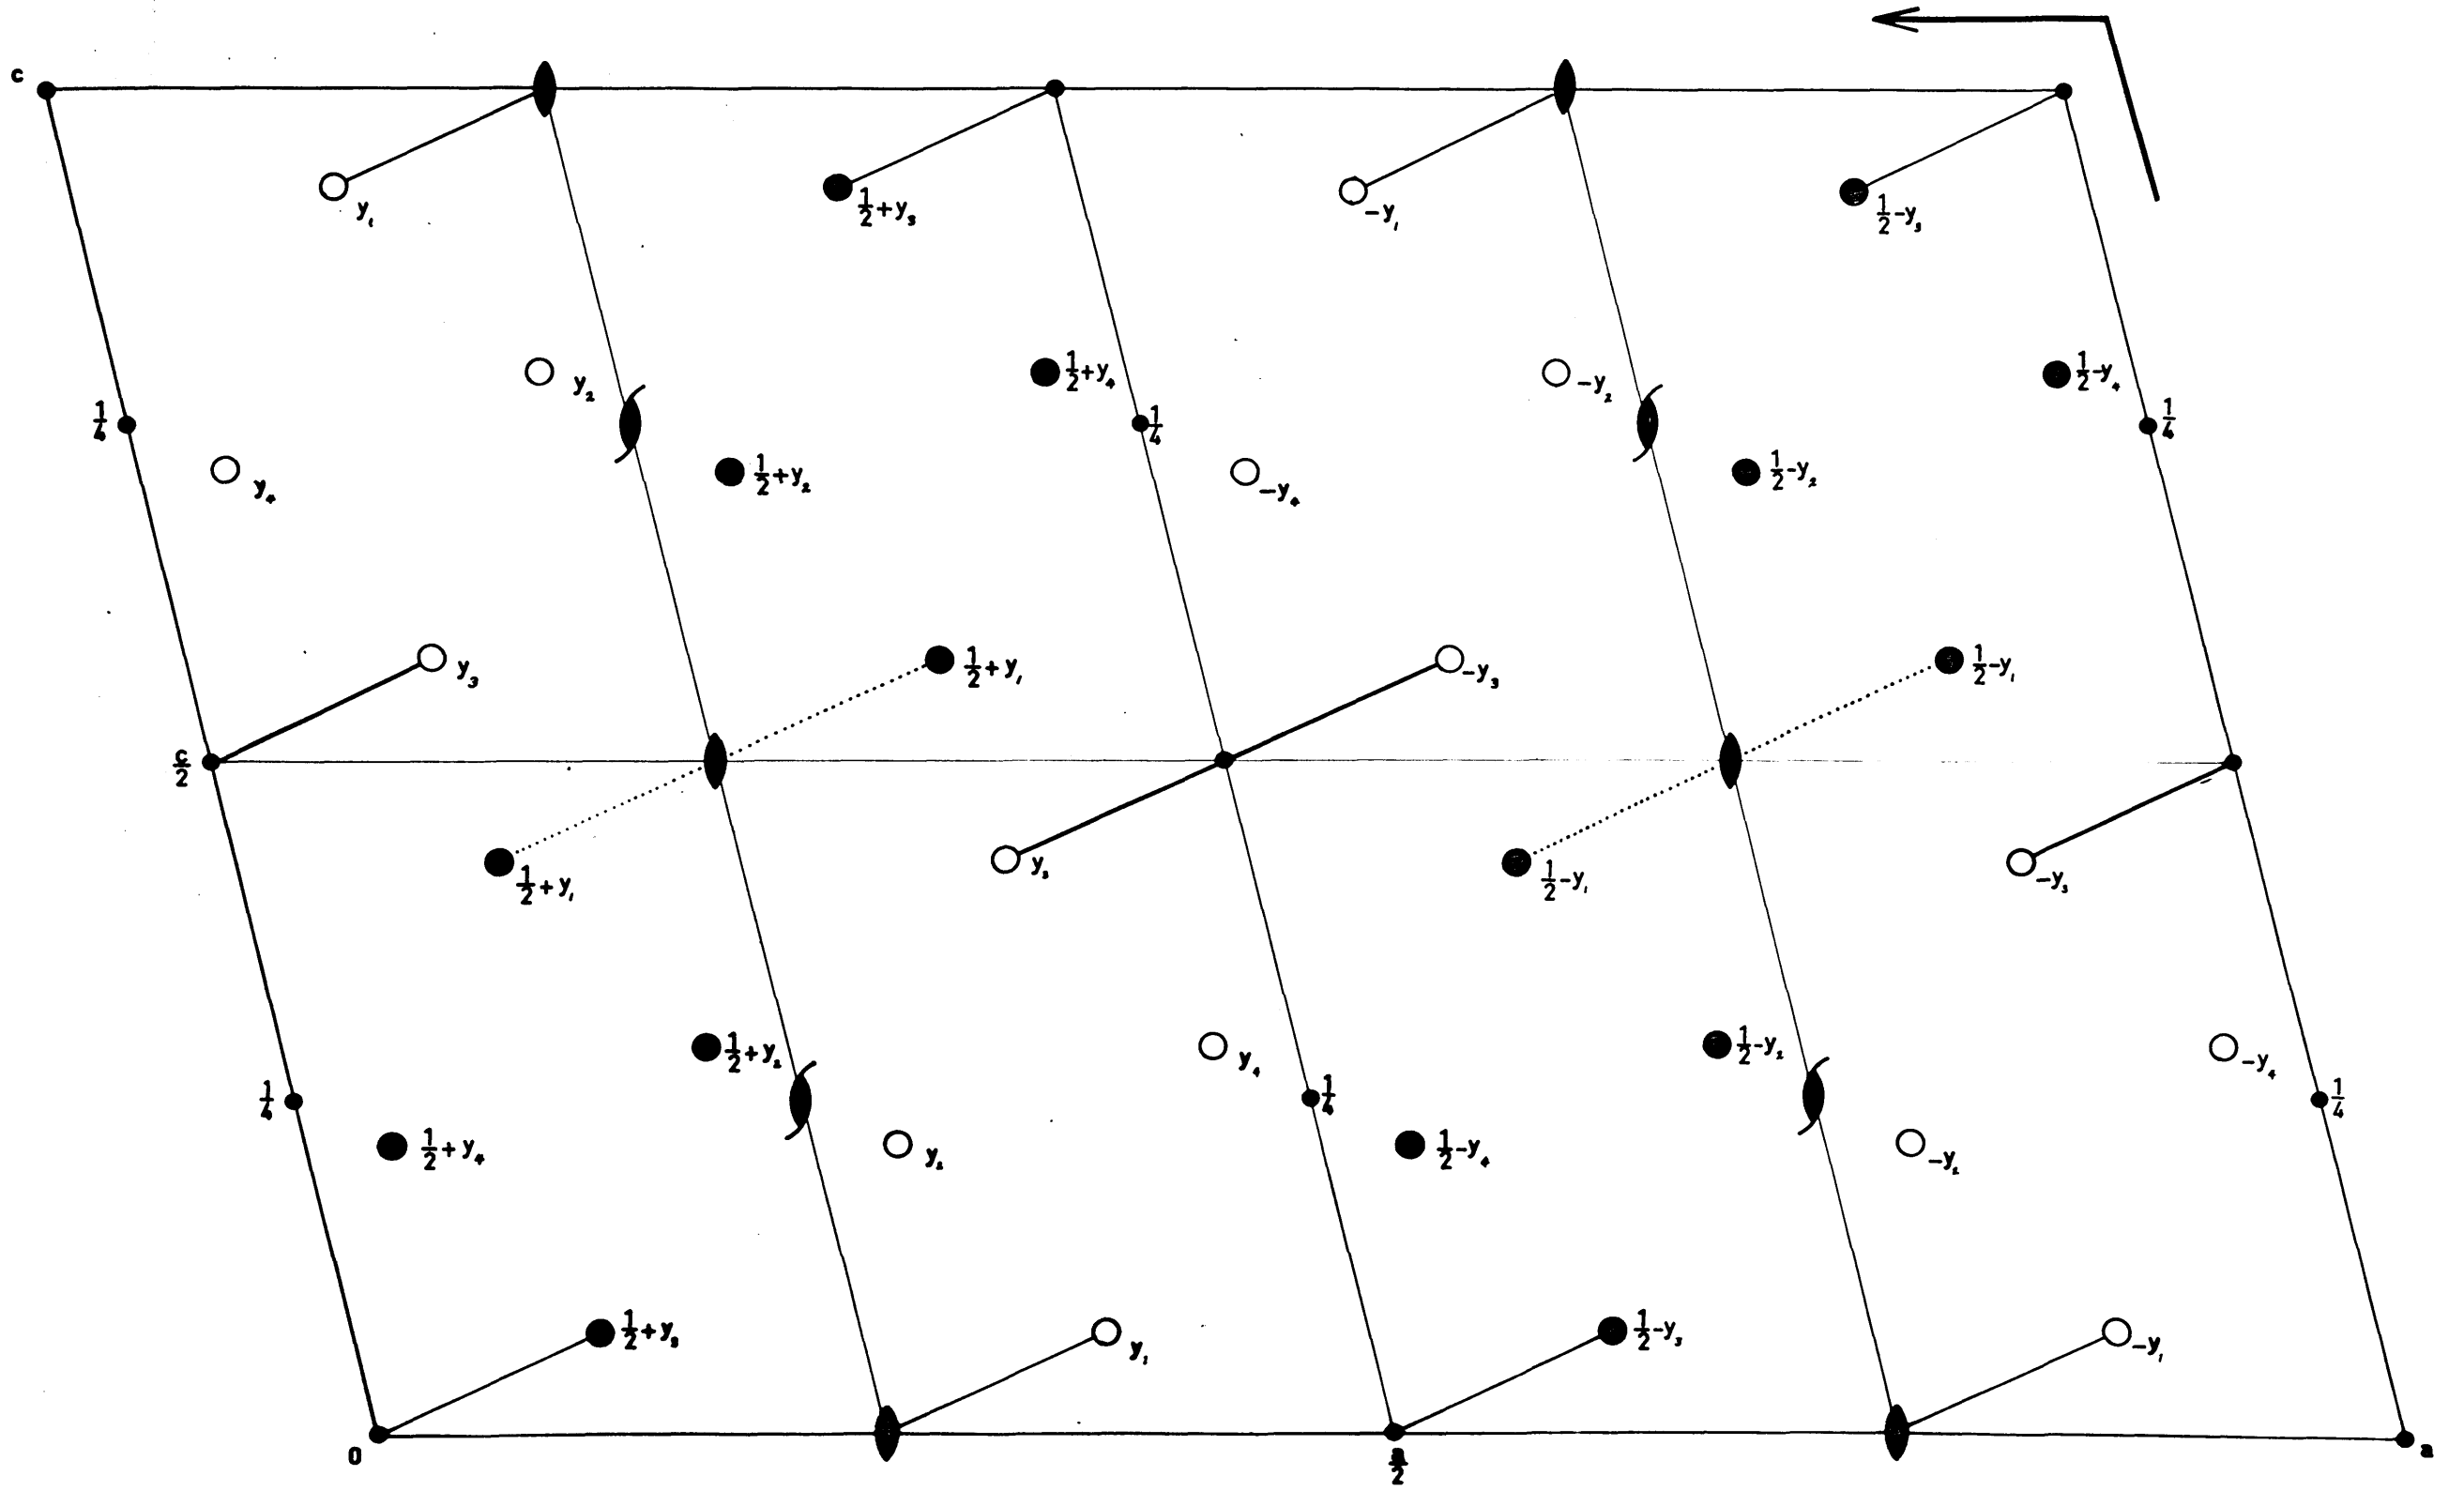 c
y₁
½+y₃
-y₁
½-y₃
y₂
½+y₄
-y₂
½-y₄
¼
¼
¼
y₄
½+y₂
-y₄
½-y₂
y₃
½+y₁
-y₃
½-y₁
c/2
½+y₁
y₃
½-y₁
-y₃
½+y₂
y₄
½-y₂
-y₄
¼
¼
¼
½+y₄
y₂
½-y₄
-y₂
½+y₃
y₁
½-y₃
-y₁
0
a/2
a